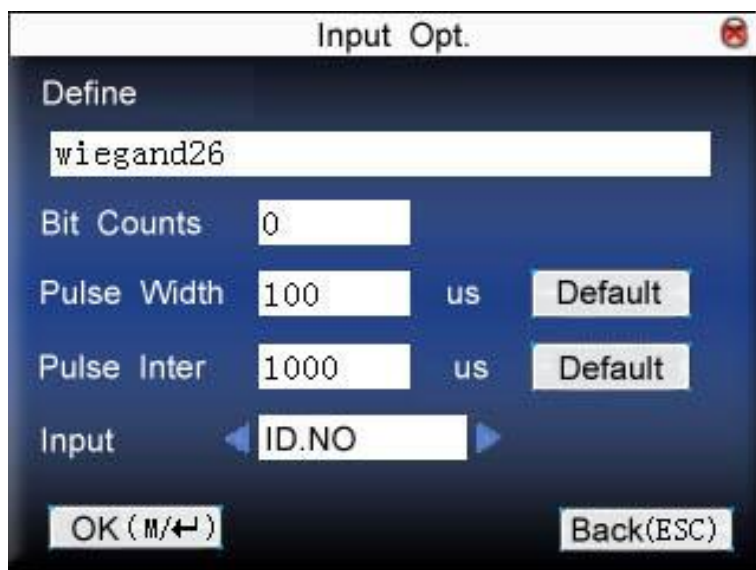 Input Opt.
Define
wiegand26
Bit Counts 0
Pulse Width 100 us Default
Pulse Inter 1000 us Default
Input ID.NO
OK(M/↵) Back(ESC)